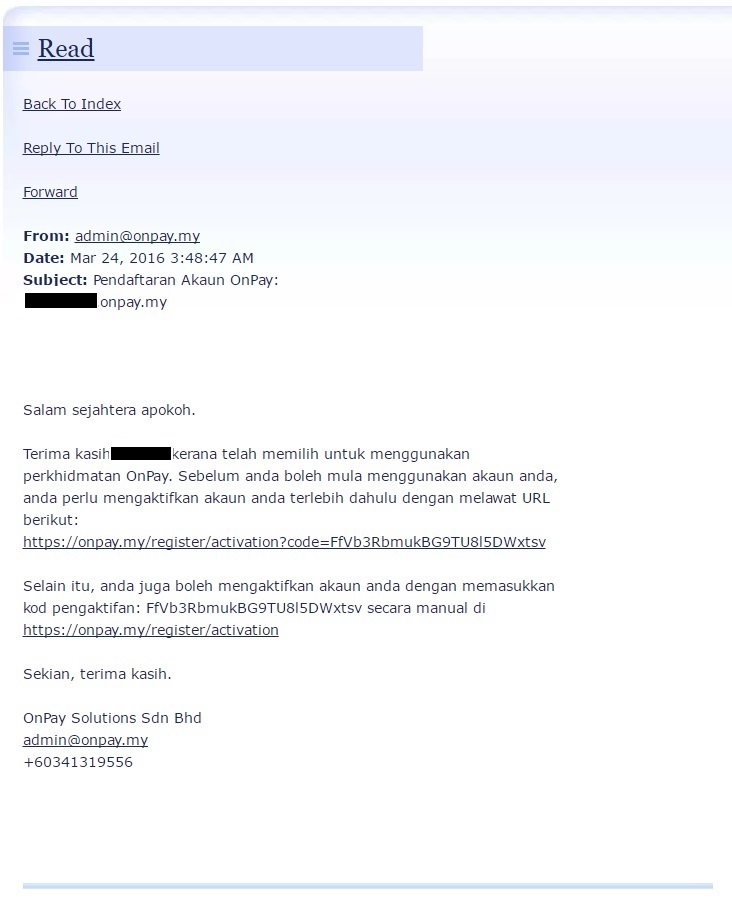 Read
Back To Index
Reply To This Email
Forward
From: admin@onpay.my
Date: Mar 24, 2016 3:48:47 AM
Subject: Pendaftaran Akaun OnPay:
.onpay.my
Salam sejahtera apokoh.
Terima kasih kerana telah memilih untuk menggunakan
perkhidmatan OnPay. Sebelum anda boleh mula menggunakan akaun anda,
anda perlu mengaktifkan akaun anda terlebih dahulu dengan melawat URL
berikut:
https://onpay.my/register/activation?code=FfVb3RbmukBG9TU8l5DWxtsv
Selain itu, anda juga boleh mengaktifkan akaun anda dengan memasukkan
kod pengaktifan: FfVb3RbmukBG9TU8l5DWxtsv secara manual di
https://onpay.my/register/activation
Sekian, terima kasih.
OnPay Solutions Sdn Bhd
admin@onpay.my
+60341319556